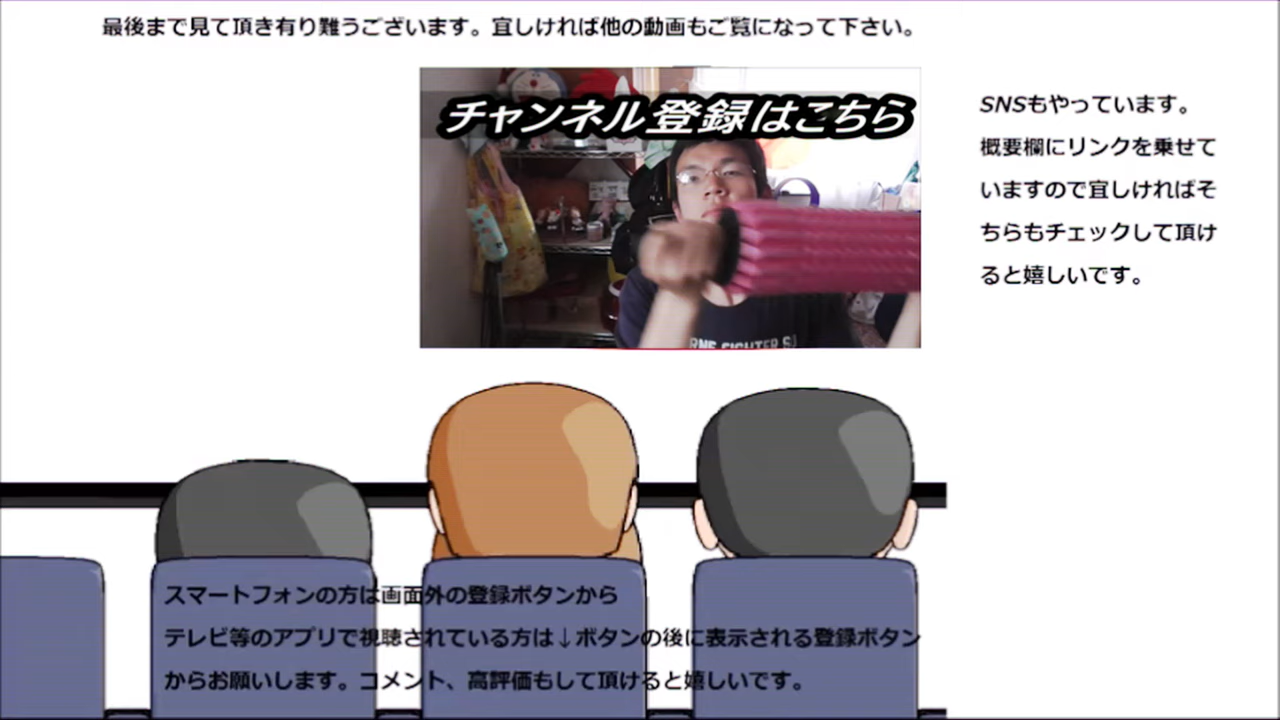 最後まで見て頂き有り難うございます。宜しければ他の動画もご覧になって下さい。
チャンネル登録はこちら
SNSもやっています。
概要欄にリンクを乗せて
いますので宜しければそ
ちらもチェックして頂け
ると嬉しいです。
スマートフォンの方は画面外の登録ボタンから
テレビ等のアプリで視聴されている方は↓ボタンの後に表示される登録ボタン
からお願いします。コメント、高評価もして頂けると嬉しいです。